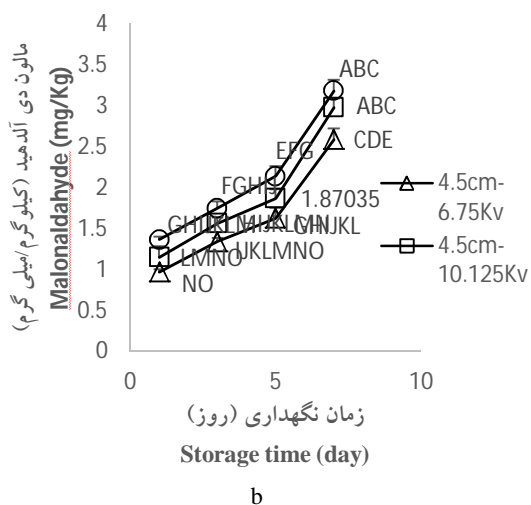 4
3.5
3
2.5
2
1.5
1
0.5
0
0
5
10
مالون دی آلدهید (کیلوگرم/میلی گرم)
Malonaldahyde (mg/Kg)
ABC
ABC
CDE
EFG
FGHIJ
1.87035
GHIJKL
LMNO
IJKLMNO
NO
4.5cm-
6.75Kv
4.5cm-
10.125Kv
زمان نگهداری (روز)
Storage time (day)
b